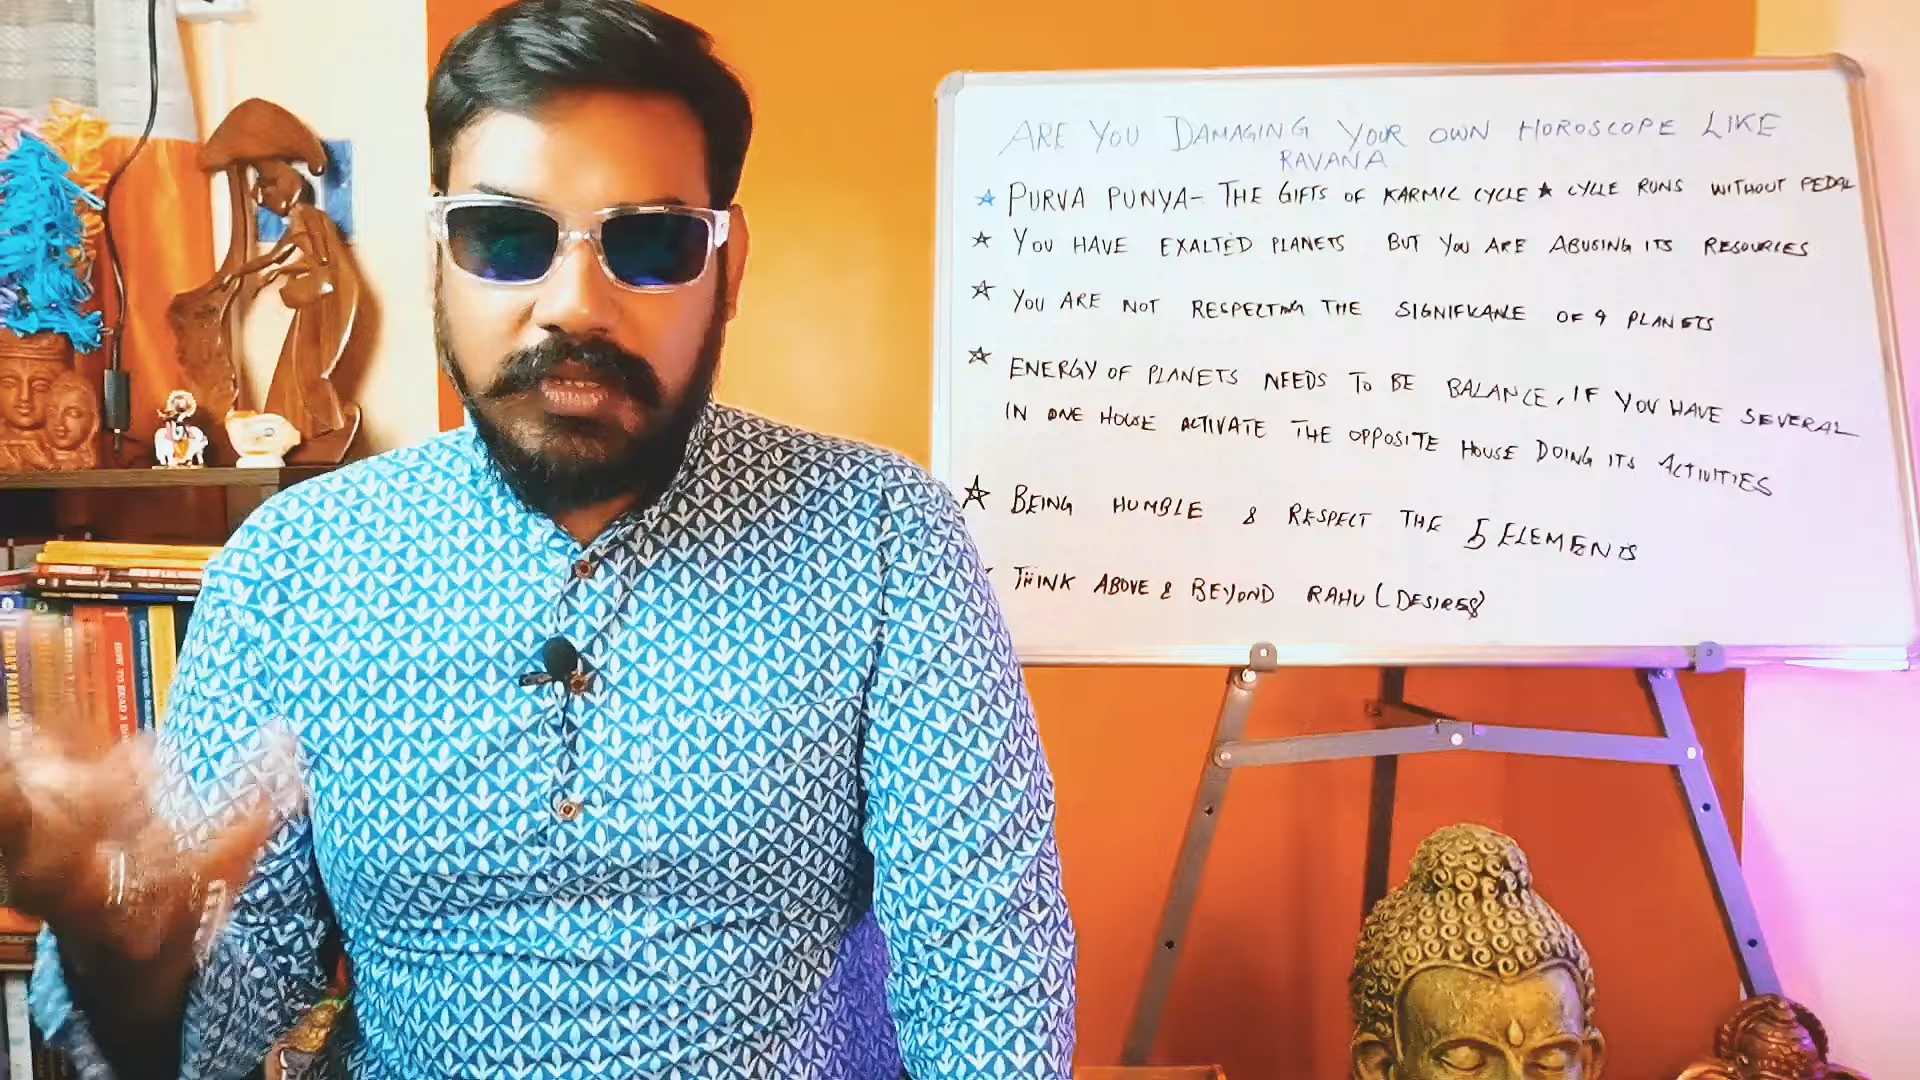 ARE YOU DAMAGING YOUR OWN HOROSCOPE LIKE
RAVANA
☆ PURVA PUNYA- THE GIFTS OF KARMIC CYCLE ★ CYCLE RUNS WITHOUT PEDAL
☆ YOU HAVE EXALTED PLANETS BUT YOU ARE ABUSING ITS RESOURCES
☆ YOU ARE NOT RESPECTING THE SIGNIFICANCE OF 9 PLANETS
☆ ENERGY OF PLANETS NEEDS TO BE BALANCE, IF YOU HAVE SEVERAL
IN ONE HOUSE ACTIVATE THE OPPOSITE HOUSE DOING ITS ACTIVITIES
☆ BEING HUMBLE & RESPECT THE 5 ELEMENTS
THINK ABOVE & BEYOND RAHU (DESIRES)
HOW TO READ A